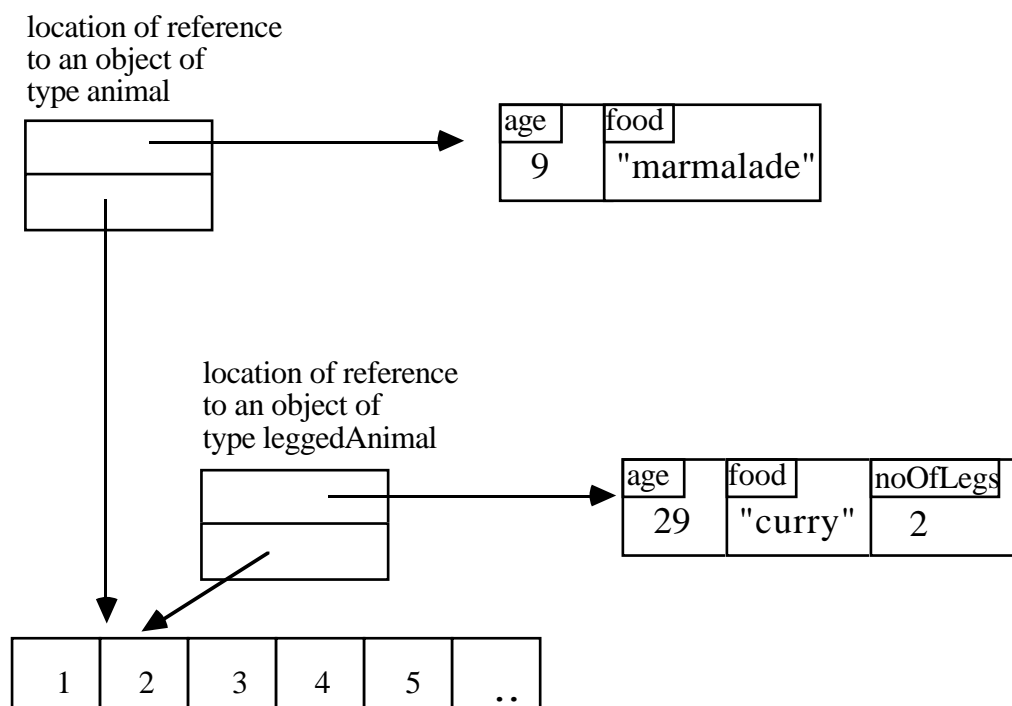 location of reference
to an object of
type animal
age food
9 "marmalade"
location of reference
to an object of
type leggedAnimal
age food noOfLegs
29 "curry" 2
1 2 3 4 5 ..